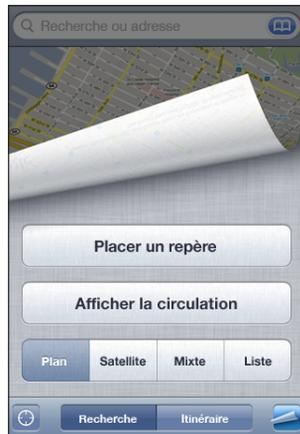 Recherche ou adresse
Placer un repère
Afficher la circulation
Plan Satellite Mixte Liste
Recherche Itinéraire